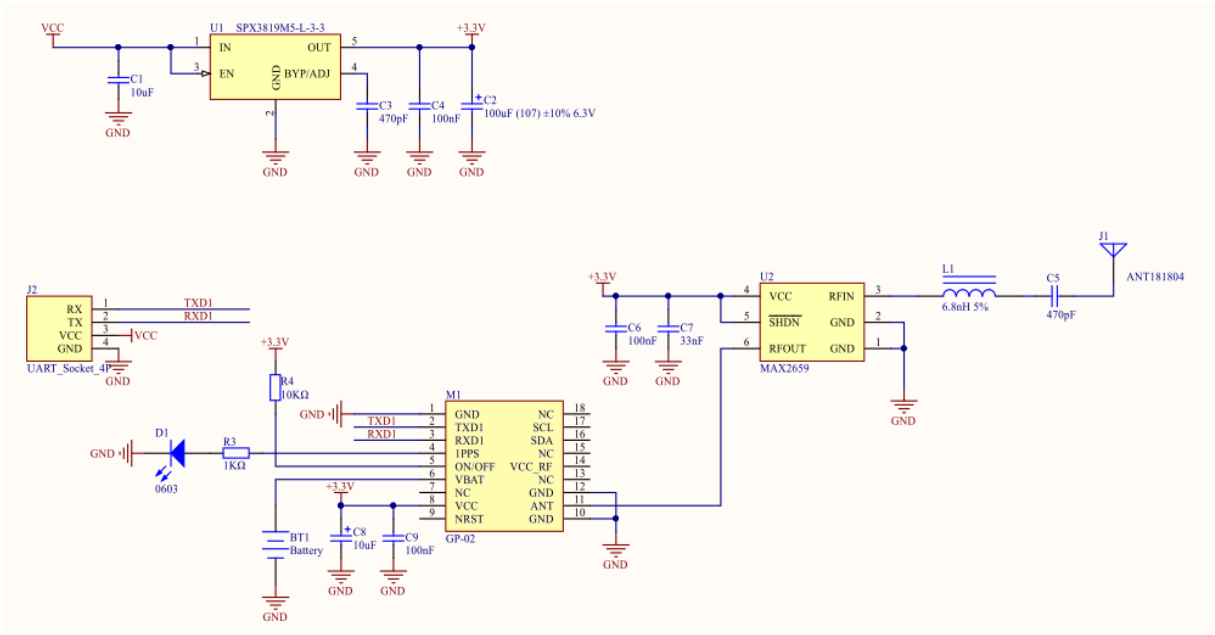 VCC
U1 SPX3819M5-L-3-3
+3.3V
1 IN OUT 5
3 EN GND BYP/ADJ 4
2
C1
10uF
GND
C3
470pF
C4
100nF
C2
100uF (107) ±10% 6.3V
GND
GND
GND
GND
J2
RX 1 TXD1
TX 2 RXD1
VCC 3 VCC
GND 4
UART_Socket_4P
GND
+3.3V
R4
10KΩ
D1
GND
0603
R3
1KΩ
BT1
Battery
GND
+3.3V
C8
10uF
C9
100nF
GND
GND
M1
GND 1 GND NC 18
TXD1 2 TXD1 SCL 17
RXD1 3 RXD1 SDA 16
4 1PPS NC 15
5 ON/OFF VCC_RF 14
6 VBAT NC 13
7 NC GND 12
8 VCC ANT 11
9 NRST GND 10
GP-02
GND
+3.3V
C6
100nF
C7
33nF
GND
GND
U2
4 VCC RFIN 3
5 SHDN GND 2
6 RFOUT GND 1
MAX2659
GND
L1
6.8nH 5%
C5
470pF
J1
ANT181804